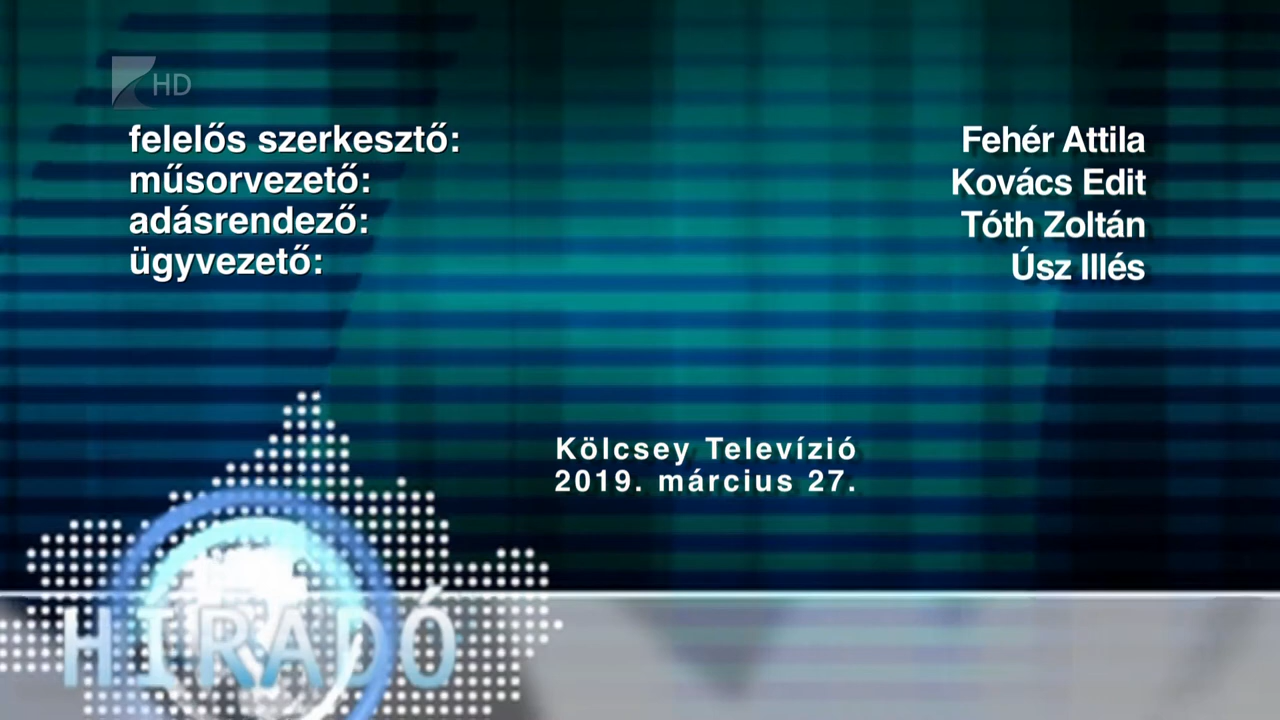 HD
felelős szerkesztő: Fehér Attila
műsorvezető: Kovács Edit
adásrendező: Tóth Zoltán
ügyvezető: Úsz Illés
Kölcsey Televízió
2019. március 27.
HÍRADÓ